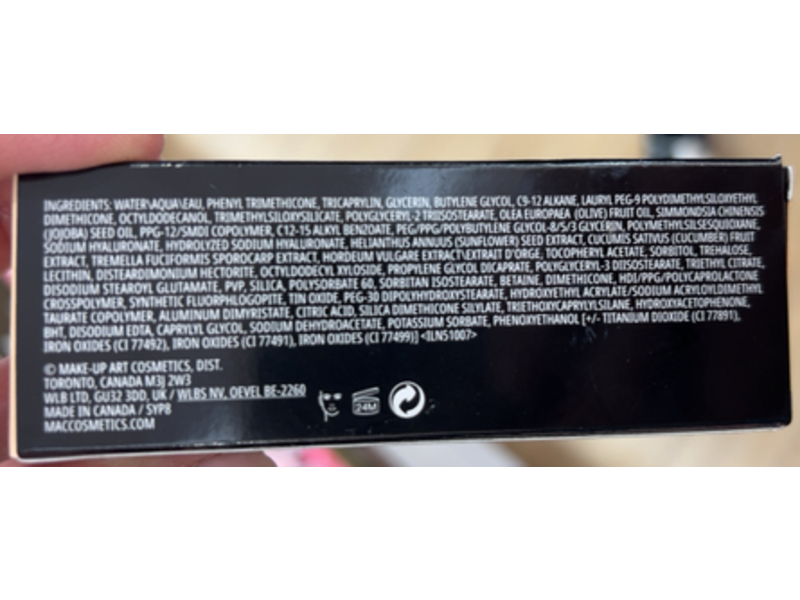 INGREDIENTS: WATER\AQUA\EAU, PHENYL TRIMETHICONE, TRICAPRYLIN, GLYCERIN, BUTYLENE GLYCOL, C9-12 ALKANE, LAURYL PEG-9 POLYDIMETHYLSILOXYETHYL
DIMETHICONE, OCTYLDODECANOL, TRIMETHYLSILOXYSILICATE, POLYGLYCERYL-2 TRIISOSTEARATE, OLEA EUROPAEA (OLIVE) FRUIT OIL, SIMMONDSIA CHINENSIS
(JOJOBA) SEED OIL, PPG-12/SMDI COPOLYMER, C12-15 ALKYL BENZOATE, PEG/PPG/POLYBUTYLENE GLYCOL-8/5/3 GLYCERIN, POLYMETHYLSILSESQUIOXANE,
SODIUM HYALURONATE, HYDROLYZED SODIUM HYALURONATE, HELIANTHUS ANNUUS (SUNFLOWER) SEED EXTRACT, CUCUMIS SATIVUS (CUCUMBER) FRUIT
EXTRACT, TREMELLA FUCIFORMIS SPOROCARP EXTRACT, HORDEUM VULGARE EXTRACT\EXTRAIT D'ORGE, TOCOPHERYL ACETATE, SORBITOL, TREHALOSE,
LECITHIN, DISTEARDIMONIUM HECTORITE, OCTYLDODECYL XYLOSIDE, PROPYLENE GLYCOL DICAPRATE, POLYGLYCERYL-3 DIISOSTEARATE, TRIETHYL CITRATE,
DISODIUM STEAROYL GLUTAMATE, PVP, SILICA, POLYSORBATE 60, SORBITAN ISOSTEARATE, BETAINE, DIMETHICONE, HDI/PPG/POLYCAPROLACTONE
CROSSPOLYMER, SYNTHETIC FLUORPHLOGOPITE, TIN OXIDE, PEG-30 DIPOLYHYDROXYSTEARATE, HYDROXYETHYL ACRYLATE/SODIUM ACRYLOYLDIMETHYL
TAURATE COPOLYMER, ALUMINUM DIMYRISTATE, CITRIC ACID, SILICA DIMETHICONE SILYLATE, TRIETHOXYCAPRYLYLSILANE, HYDROXYACETOPHENONE,
BHT, DISODIUM EDTA, CAPRYLYL GLYCOL, SODIUM DEHYDROACETATE, POTASSIUM SORBATE, PHENOXYETHANOL [+/- TITANIUM DIOXIDE (CI 77891),
IRON OXIDES (CI 77492), IRON OXIDES (CI 77491), IRON OXIDES (CI 77499)] <ILN51007>
© MAKE-UP ART COSMETICS, DIST.
TORONTO, CANADA M3J 2W3
WLB LTD, GU32 3DD, UK / WLBS NV, OEVEL BE-2260
MADE IN CANADA / SYP8
MACCOSMETICS.COM
24M